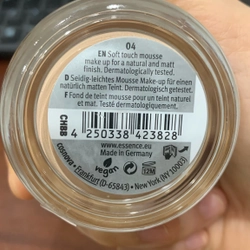 04
EN Soft touch mousse
make up for a natural and matt
finish. Dermatologically tested.
D Seidig-leichtes Mousse Make-up für einen
natürlich matten Teint. Dermatologisch
getestet.
F Fond de teint mousse pour un teint naturel
et mat. Testé dermatologiquement.
CH88
4 250338 423828
www.essence.eu
Made in Germany
vegan
12M
cosnova • Frankfurt (D-65843) • New York (NY 10003)